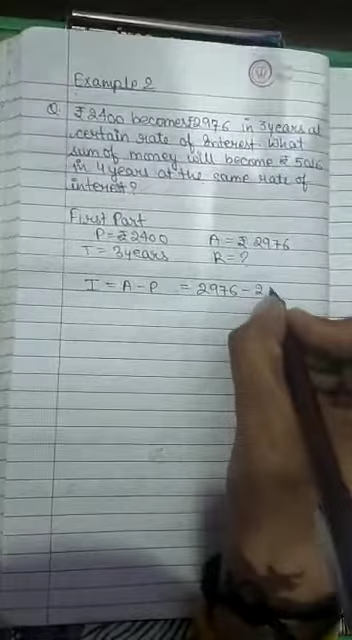 Example 2
Q. ₹2400 becomes ₹2976 in 3 years at
certain rate of Interest. What
sum of money will become ₹
in 4 years at the same rate of
interest?
First Part
P = ₹2400 A = ₹ 2976
T = 3 years R = ?
I = A - P = 2976 - 2